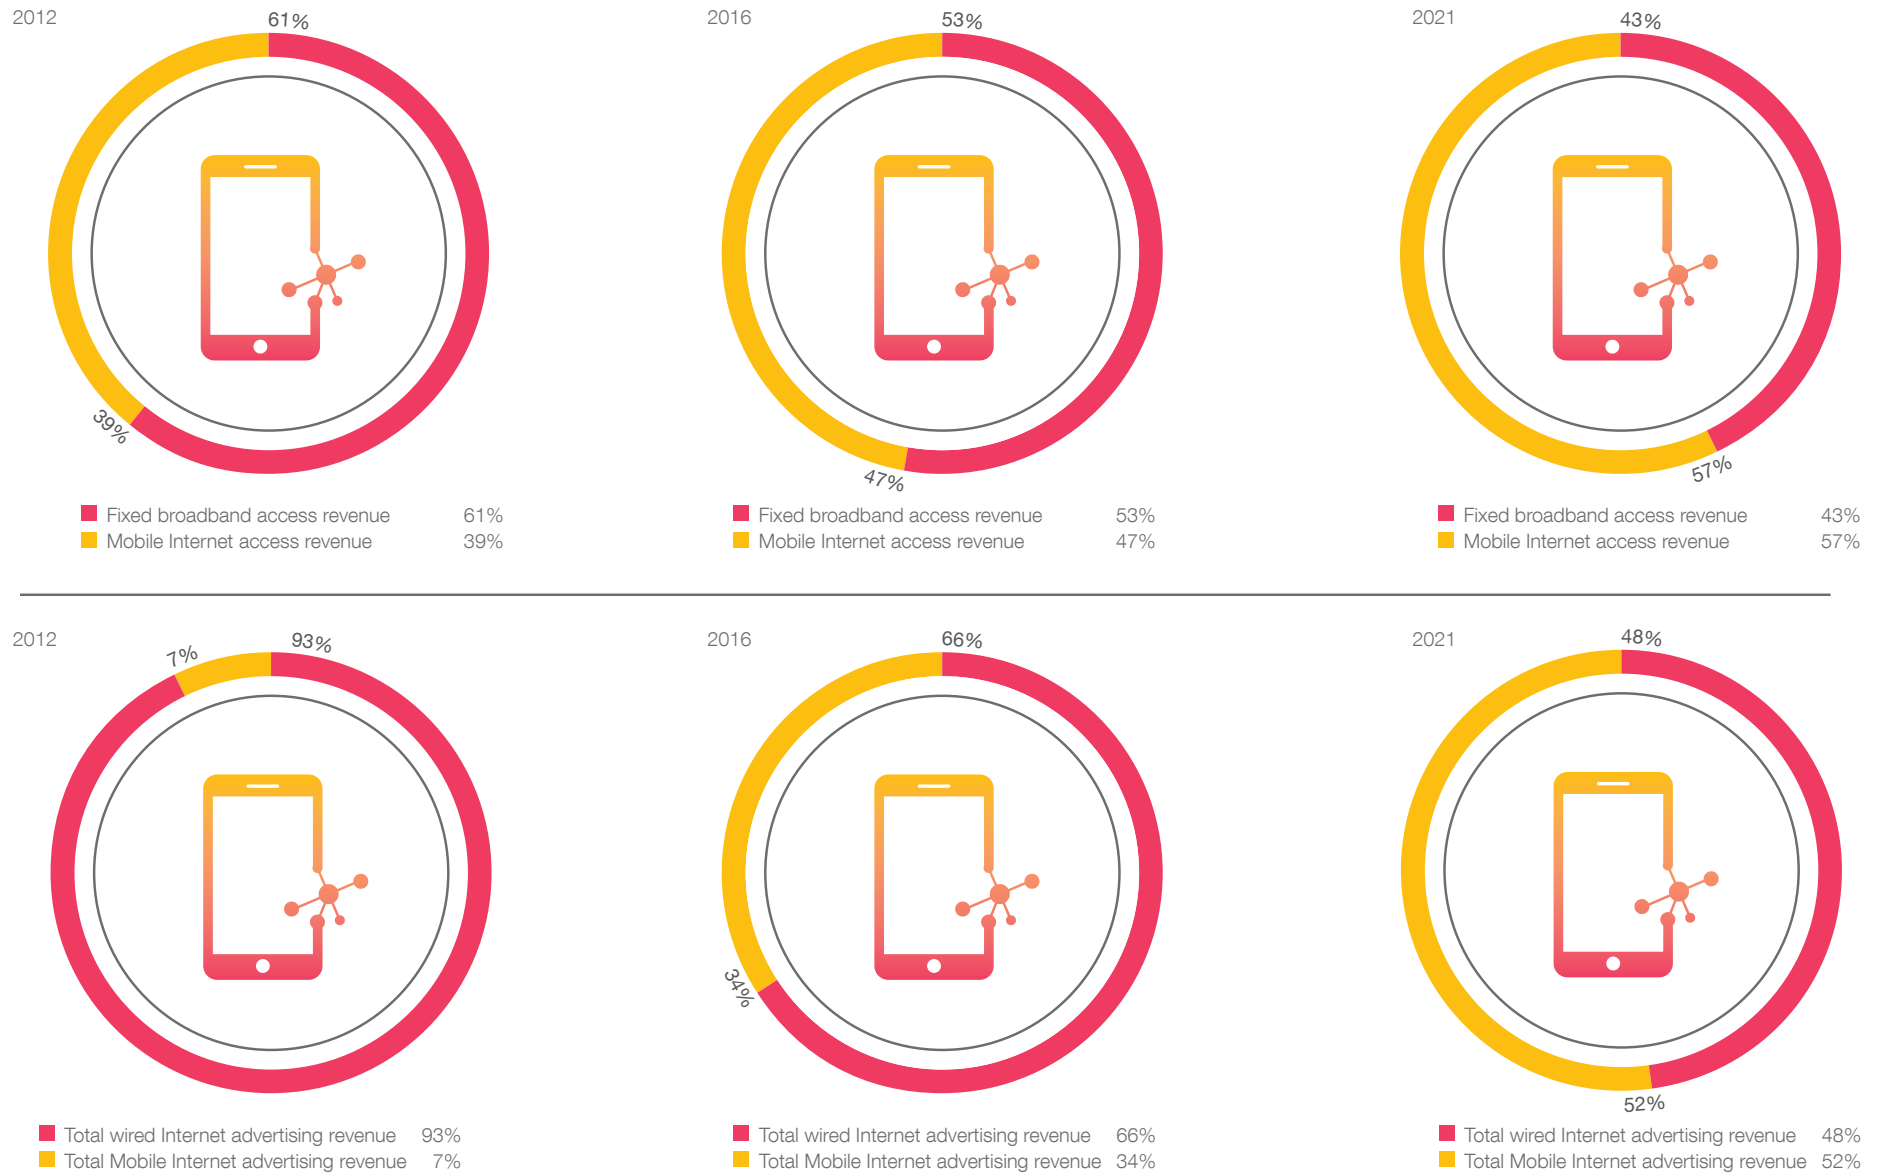 2012
61%
39%
Fixed broadband access revenue 61%
Mobile Internet access revenue 39%
2016
53%
47%
Fixed broadband access revenue 53%
Mobile Internet access revenue 47%
2021
43%
57%
Fixed broadband access revenue 43%
Mobile Internet access revenue 57%
2012
93%
7%
Total wired Internet advertising revenue 93%
Total Mobile Internet advertising revenue 7%
2016
66%
34%
Total wired Internet advertising revenue 66%
Total Mobile Internet advertising revenue 34%
2021
48%
52%
Total wired Internet advertising revenue 48%
Total Mobile Internet advertising revenue 52%